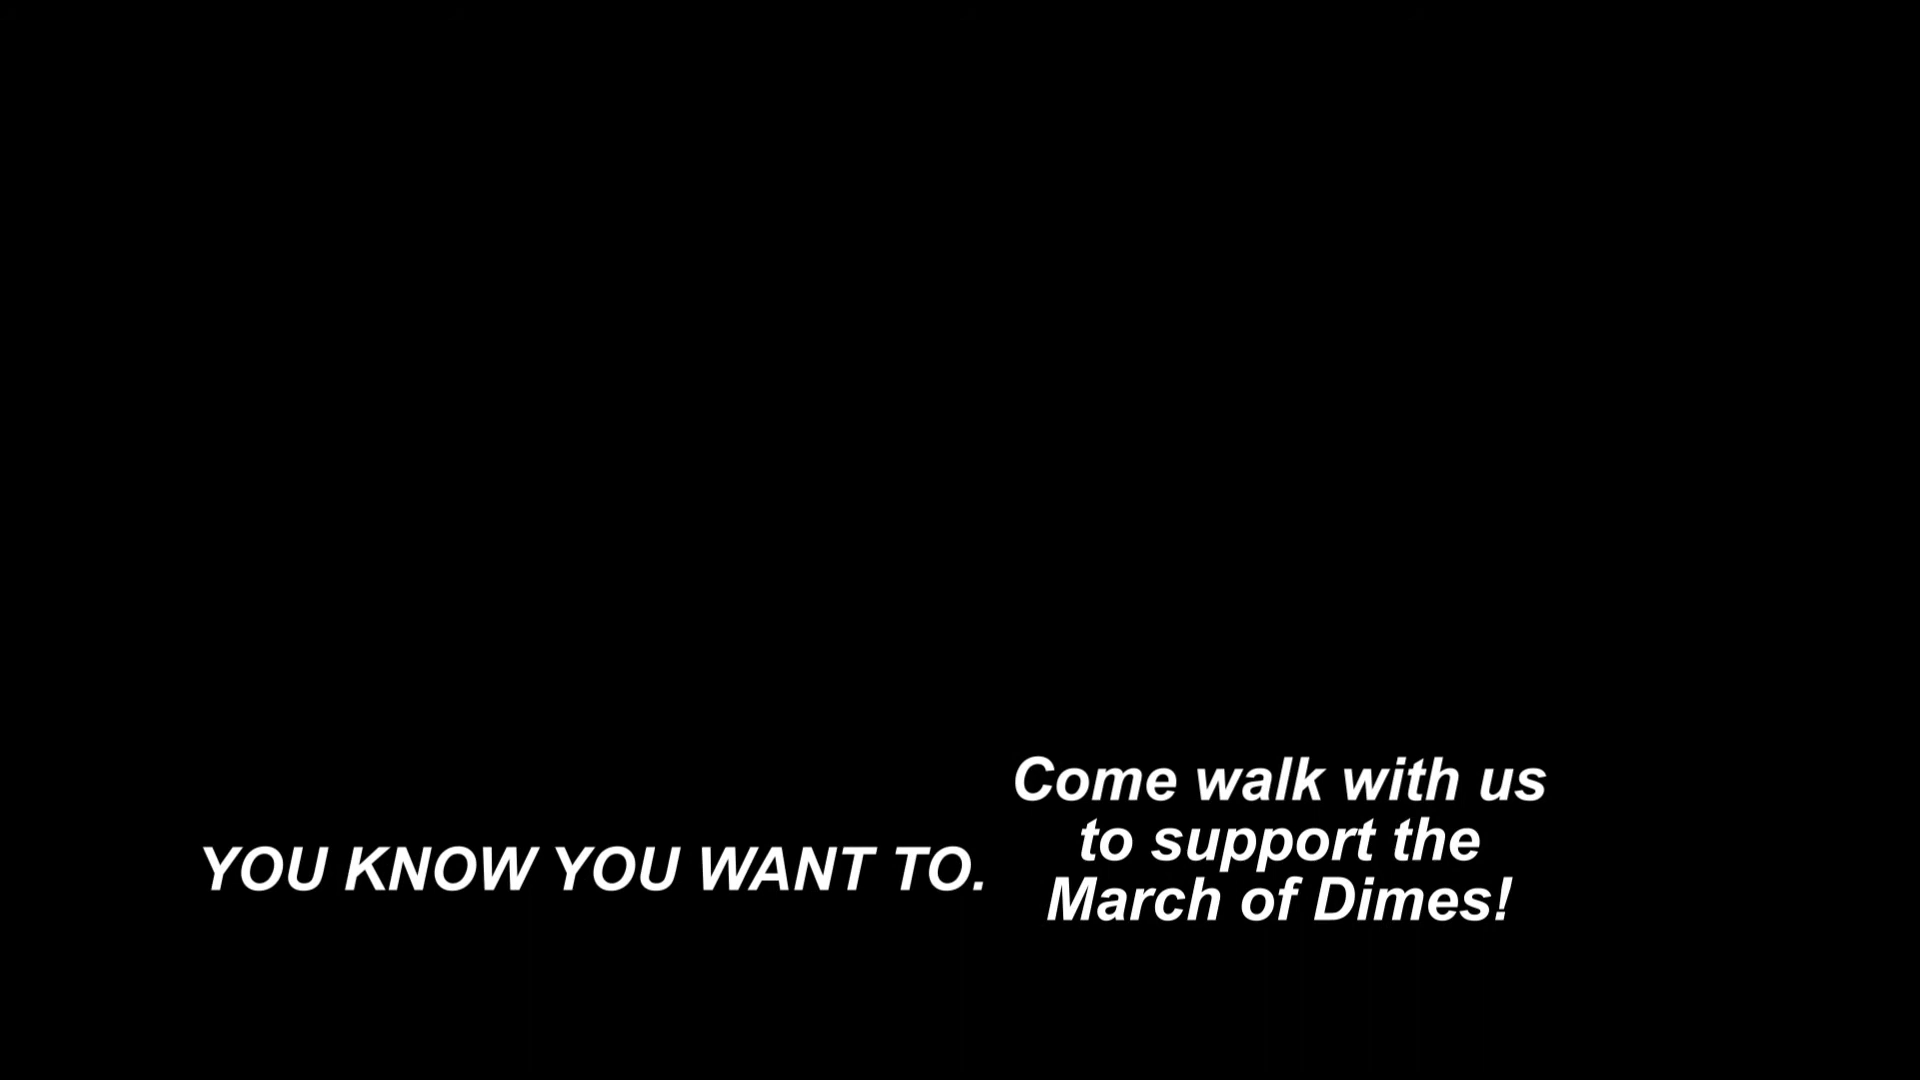 YOU KNOW YOU WANT TO.
Come walk with us
to support the
March of Dimes!